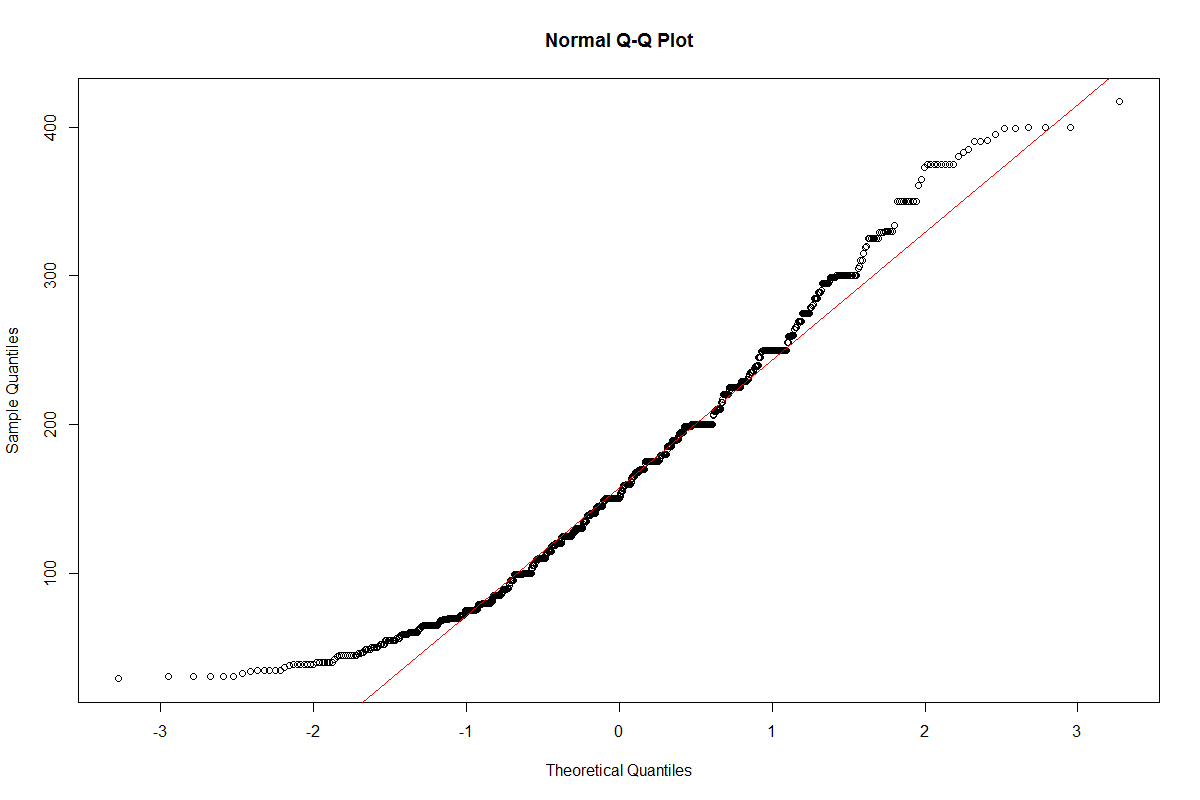 Normal Q-Q Plot
Sample Quantiles
400
300
200
100
-3 -2 -1 0 1 2 3
Theoretical Quantiles